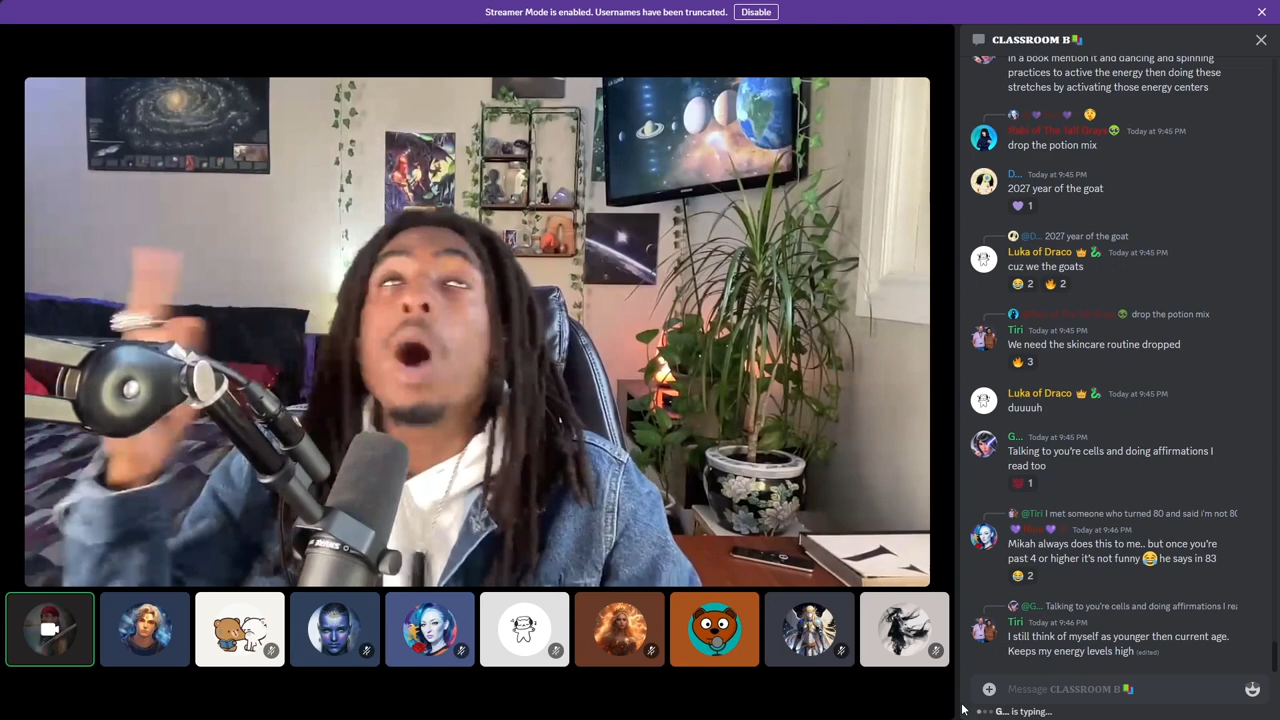 Streamer Mode is enabled. Usernames have been truncated.
Disable
CLASSROOM B
in a book mention it and dancing and spinning
practices to active the energy then doing these
stretches by activating those energy centers
Rubi of The Tall Grays Today at 9:45 PM
drop the potion mix
D... Today at 9:45 PM
2027 year of the goat
1
@D... 2027 year of the goat
Luka of Draco Today at 9:45 PM
cuz we the goats
2 2
drop the potion mix
Tiri Today at 9:45 PM
We need the skincare routine dropped
3
Luka of Draco Today at 9:45 PM
duuuuh
G... Today at 9:45 PM
Talking to you're cells and doing affirmations I
read too
1
@Tiri I met someone who turned 80 and said i'm not 80
Today at 9:46 PM
Mikah always does this to me.. but once you're
past 4 or higher it's not funny 😂 he says in 83
2
@G... Talking to you're cells and doing affirmations I rea
Tiri Today at 9:46 PM
I still think of myself as younger then current age.
Keeps my energy levels high (edited)
Message CLASSROOM B
G... is typing...